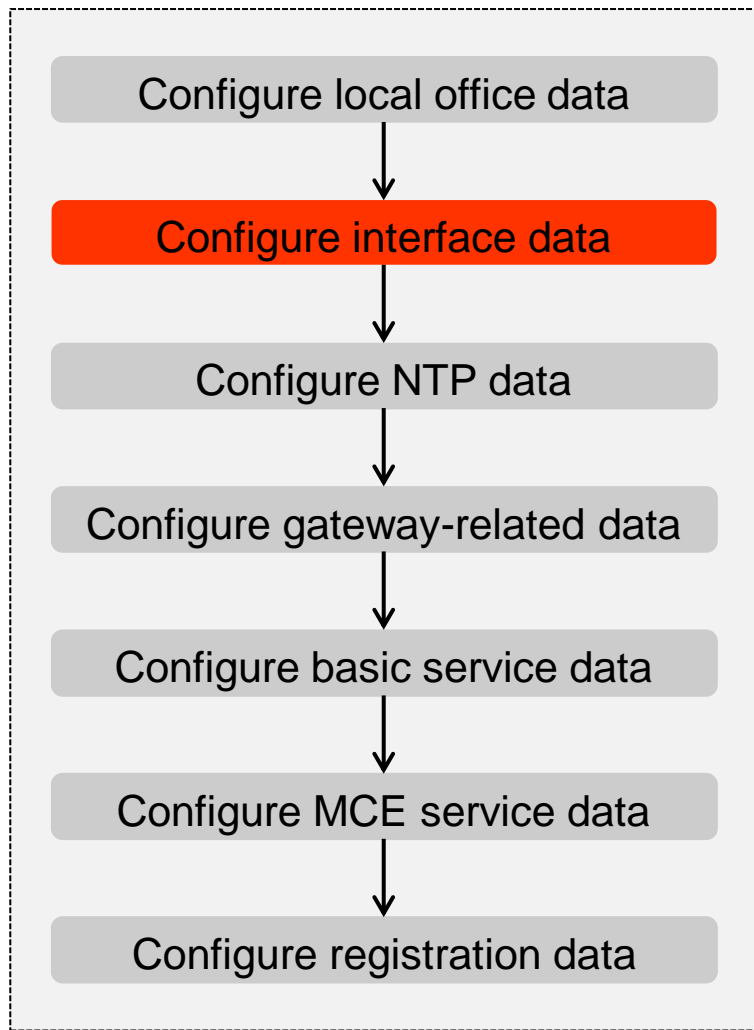 Configure local office data
Configure interface data
Configure NTP data
Configure gateway-related data
Configure basic service data
Configure MCE service data
Configure registration data